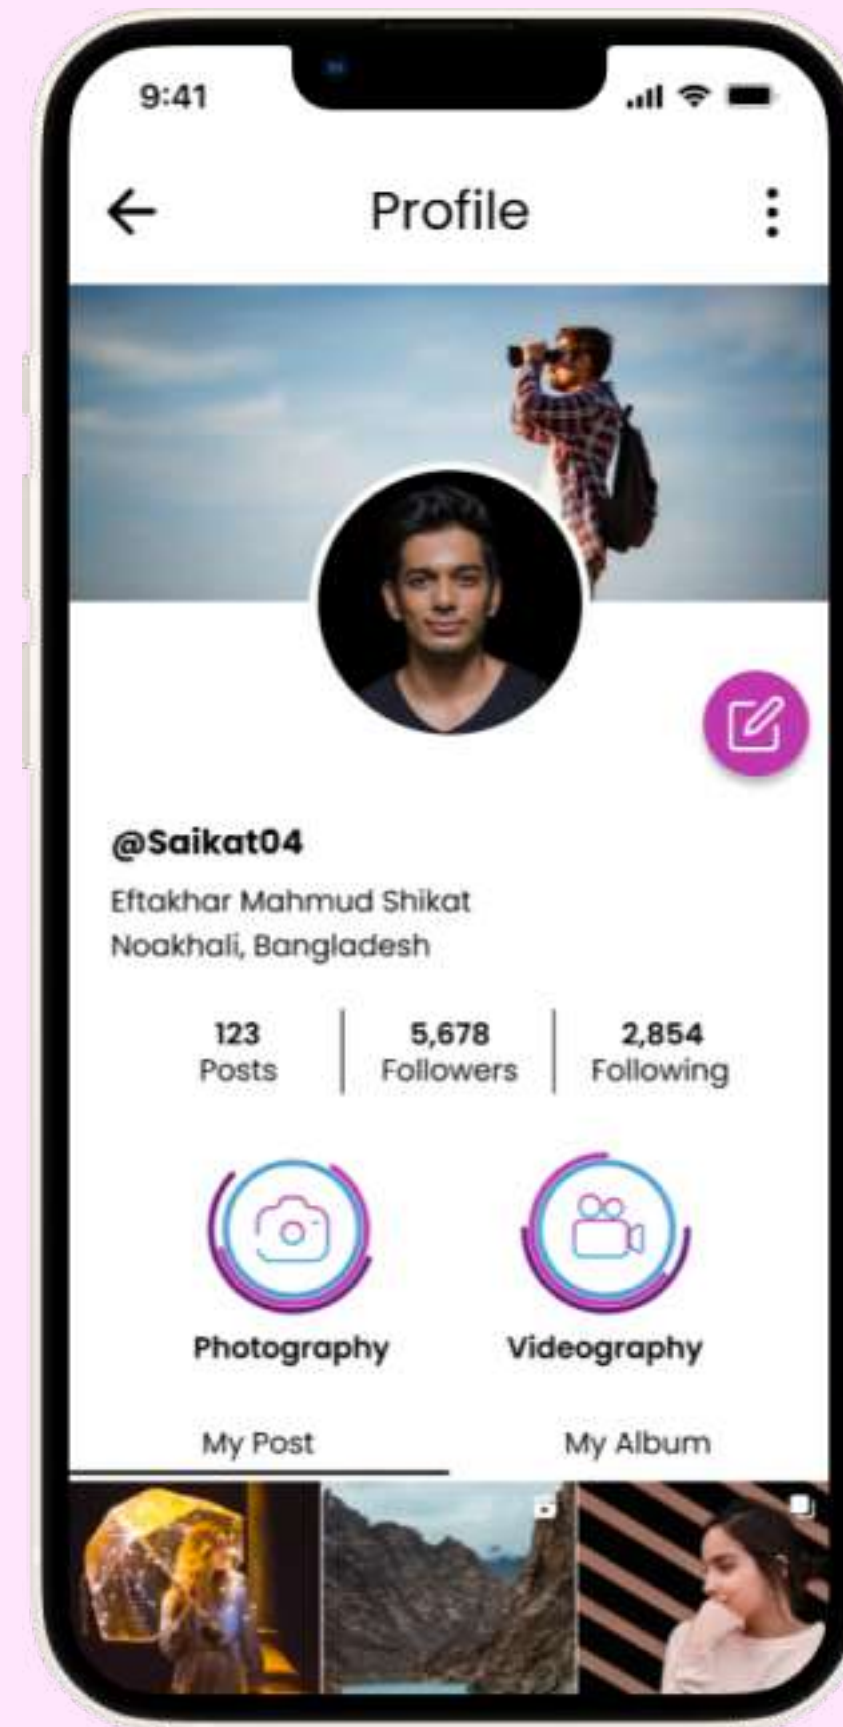 9:41
Profile
@Saikat04
Eftakhar Mahmud Shikat
Noakhali, Bangladesh
123 5,678 2,854
Posts Followers Following
Photography Videography
My Post My Album